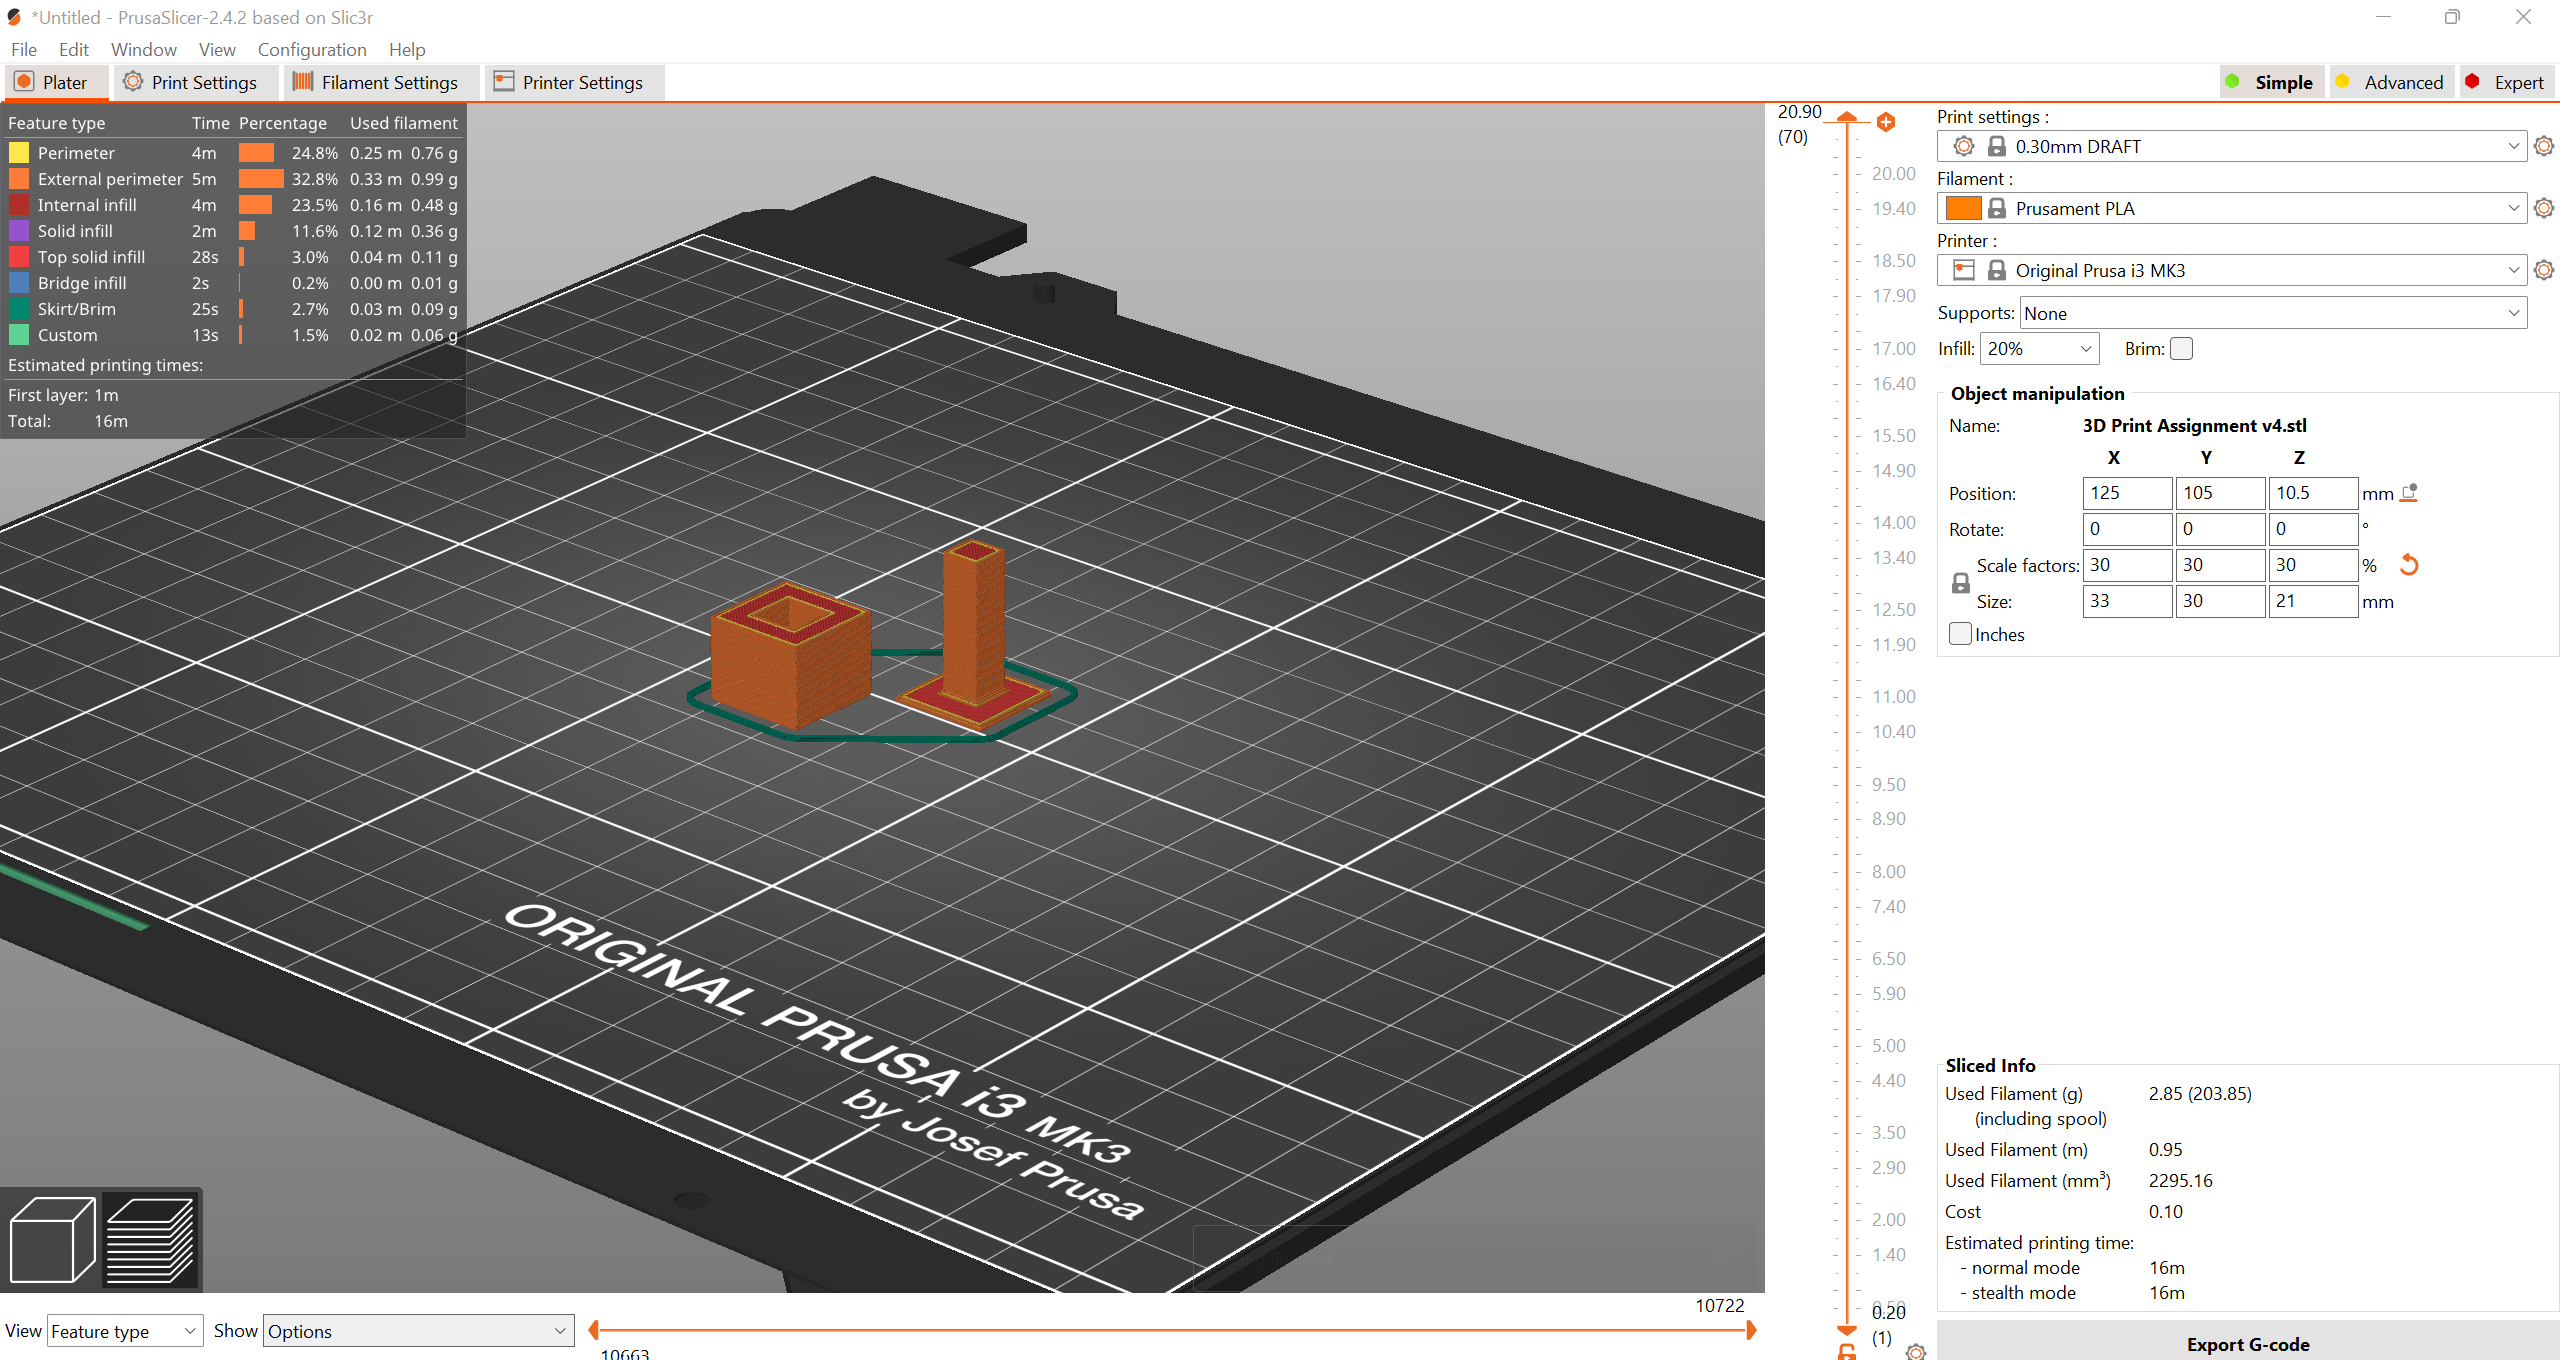 *Untitled - PrusaSlicer-2.4.2 based on Slic3r
File Edit Window View Configuration Help
Plater Print Settings Filament Settings Printer Settings Simple Advanced Expert
Feature type Time Percentage Used filament
Perimeter 4m 24.8% 0.25 m 0.76 g
External perimeter 5m 32.8% 0.33 m 0.99 g
Internal infill 4m 23.5% 0.16 m 0.48 g
Solid infill 2m 11.6% 0.12 m 0.36 g
Top solid infill 28s 3.0% 0.04 m 0.11 g
Bridge infill 2s 0.2% 0.00 m 0.01 g
Skirt/Brim 25s 2.7% 0.03 m 0.09 g
Custom 13s 1.5% 0.02 m 0.06 g
Estimated printing times:
First layer: 1m
Total: 16m
ORIGINAL PRUSA i3 MK3
by Josef Prusa
20.90
(70)
20.00
19.40
18.50
17.90
17.00
16.40
15.50
14.90
14.00
13.40
12.50
11.90
11.00
10.40
9.50
8.90
8.00
7.40
6.50
5.90
5.00
4.40
3.50
2.90
2.00
1.40
0.50
0.20
(1)
Print settings :
0.30mm DRAFT
Filament :
Prusament PLA
Printer :
Original Prusa i3 MK3
Supports: None
Infill: 20% Brim:
Object manipulation
Name: 3D Print Assignment v4.stl
X Y Z
Position: 125 105 10.5 mm
Rotate: 0 0 0 °
Scale factors: 30 30 30 %
Size: 33 30 21 mm
Inches
Sliced Info
Used Filament (g) 2.85 (203.85)
(including spool)
Used Filament (m) 0.95
Used Filament (mm³) 2295.16
Cost 0.10
Estimated printing time:
- normal mode 16m
- stealth mode 16m
Export G-code
View Feature type Show Options
10722
10663